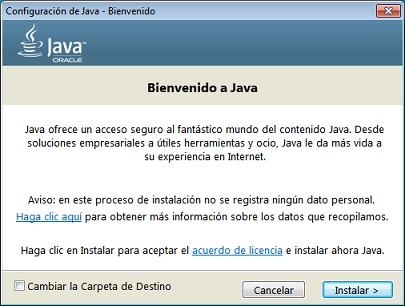 Configuración de Java - Bienvenido
Java™
ORACLE
Bienvenido a Java
Java ofrece un acceso seguro al fantástico mundo del contenido Java. Desde
soluciones empresariales a útiles herramientas y ocio, Java le da más vida a
su experiencia en Internet.
Aviso: en este proceso de instalación no se registra ningún dato personal.
Haga clic aquí para obtener más información sobre los datos que recopilamos.
Haga clic en Instalar para aceptar el acuerdo de licencia e instalar ahora Java.
Cambiar la Carpeta de Destino
Cancelar
Instalar >